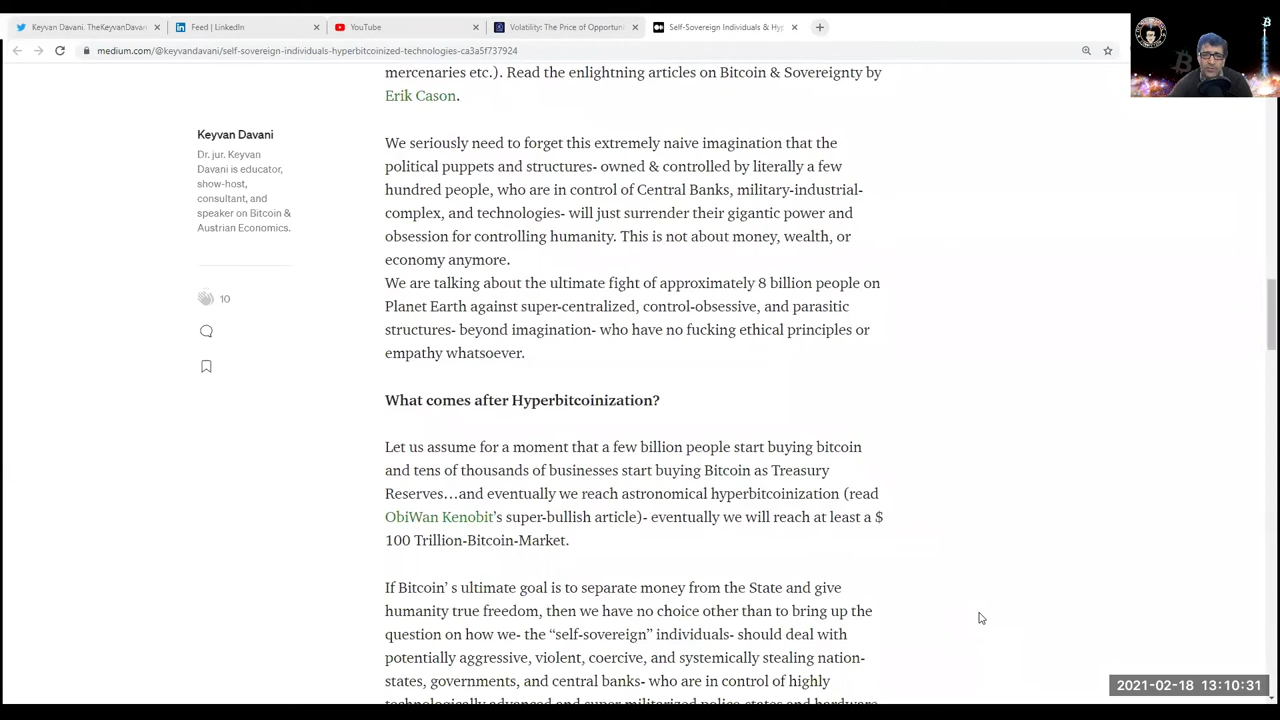 Keyvan Davani. TheKeyvanDavan
Feed | LinkedIn
YouTube
Volatility: The Price of Opportuni
Self-Sovereign Individuals & Hyp
medium.com/@keyvandavani/self-sovereign-individuals-hyperbitcoinized-technologies-ca3a5f737924
mercenaries etc.). Read the enlightning articles on Bitcoin & Sovereignty by
Erik Cason.
Keyvan Davani
Dr. jur. Keyvan
Davani is educator,
show-host,
consultant, and
speaker on Bitcoin &
Austrian Economics.
10
We seriously need to forget this extremely naive imagination that the
political puppets and structures- owned & controlled by literally a few
hundred people, who are in control of Central Banks, military-industrial-
complex, and technologies- will just surrender their gigantic power and
obsession for controlling humanity. This is not about money, wealth, or
economy anymore.
We are talking about the ultimate fight of approximately 8 billion people on
Planet Earth against super-centralized, control-obsessive, and parasitic
structures- beyond imagination- who have no fucking ethical principles or
empathy whatsoever.
What comes after Hyperbitcoinization?
Let us assume for a moment that a few billion people start buying bitcoin
and tens of thousands of businesses start buying Bitcoin as Treasury
Reserves…and eventually we reach astronomical hyperbitcoinization (read
ObiWan Kenobit's super-bullish article)- eventually we will reach at least a $
100 Trillion-Bitcoin-Market.
If Bitcoin' s ultimate goal is to separate money from the State and give
humanity true freedom, then we have no choice other than to bring up the
question on how we- the “self-sovereign” individuals- should deal with
potentially aggressive, violent, coercive, and systemically stealing nation-
states, governments, and central banks- who are in control of highly
technologically advanced and super militarized police states and hardware
2021-02-18 13:10:31